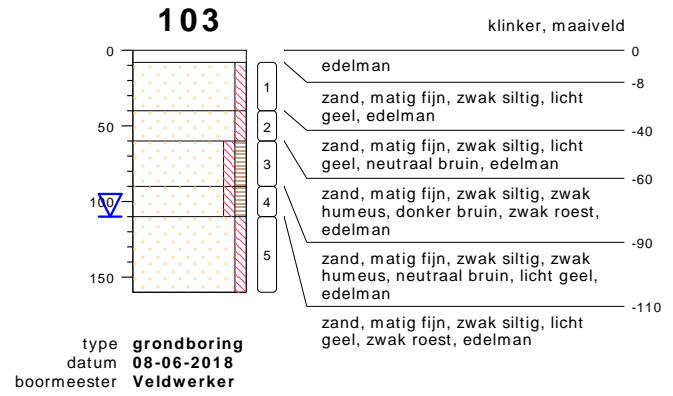 103
klinker, maaiveld
0
50
100
150
1
2
3
4
5
0
edelman
-8
zand, matig fijn, zwak siltig, licht
geel, edelman
-40
zand, matig fijn, zwak siltig, licht
geel, neutraal bruin, edelman
-60
zand, matig fijn, zwak siltig, zwak
humeus, donker bruin, zwak roest,
edelman
-90
zand, matig fijn, zwak siltig, zwak
humeus, neutraal bruin, licht geel,
edelman
-110
zand, matig fijn, zwak siltig, licht
geel, zwak roest, edelman
type grondboring
datum 08-06-2018
boormeester Veldwerker